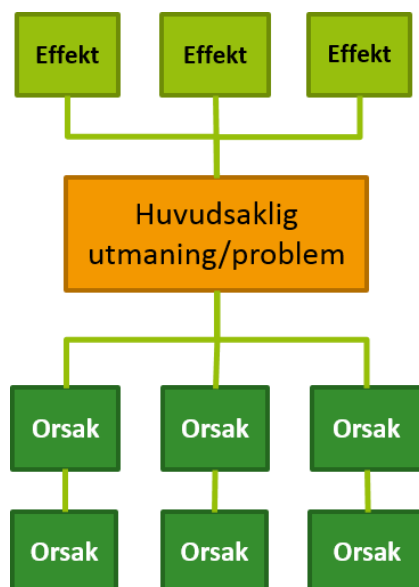 Effekt
Effekt
Effekt
Huvudsaklig
utmaning/problem
Orsak
Orsak
Orsak
Orsak
Orsak
Orsak